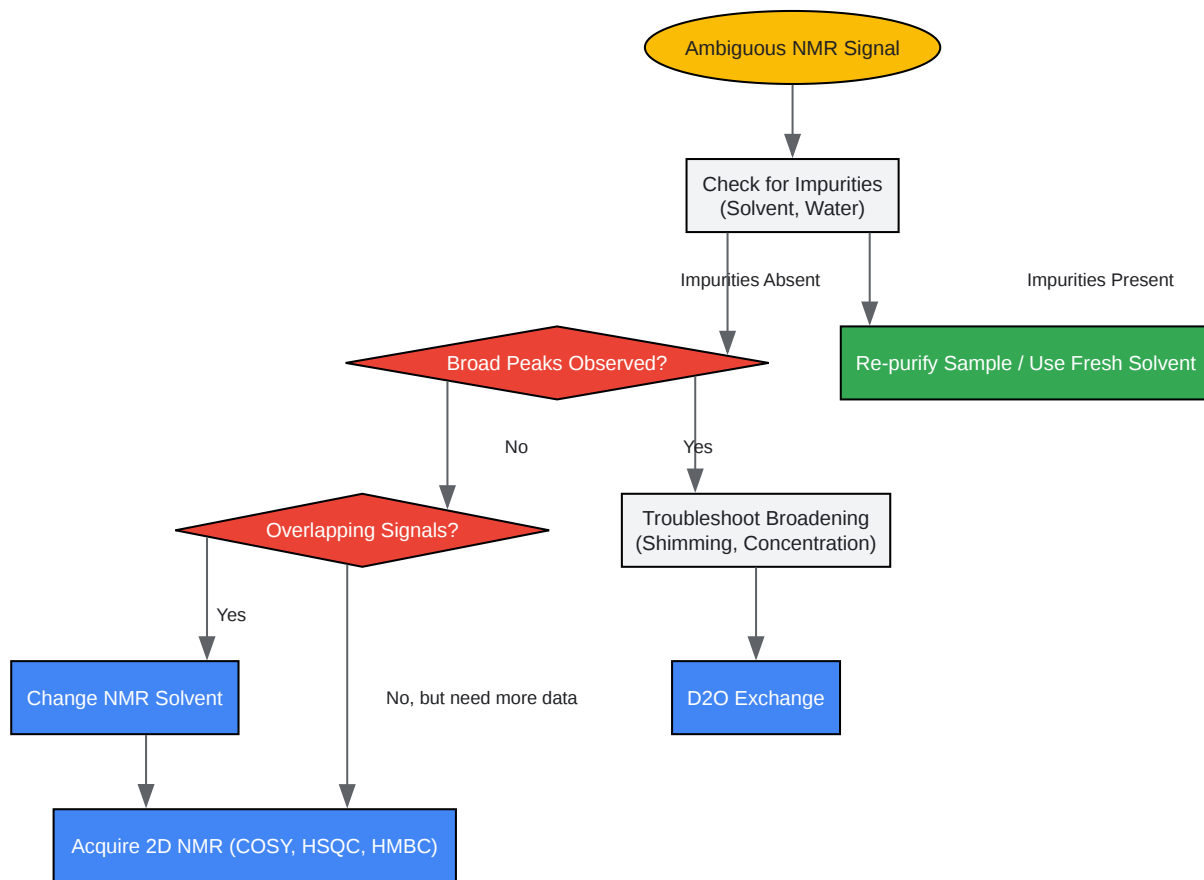 Ambiguous NMR Signal
Check for Impurities
(Solvent, Water)
Impurities Absent
Impurities Present
Broad Peaks Observed?
Re-purify Sample / Use Fresh Solvent
No
Yes
Overlapping Signals?
Troubleshoot Broadening
(Shimming, Concentration)
Yes
Change NMR Solvent
No, but need more data
D2O Exchange
Acquire 2D NMR (COSY, HSQC, HMBC)